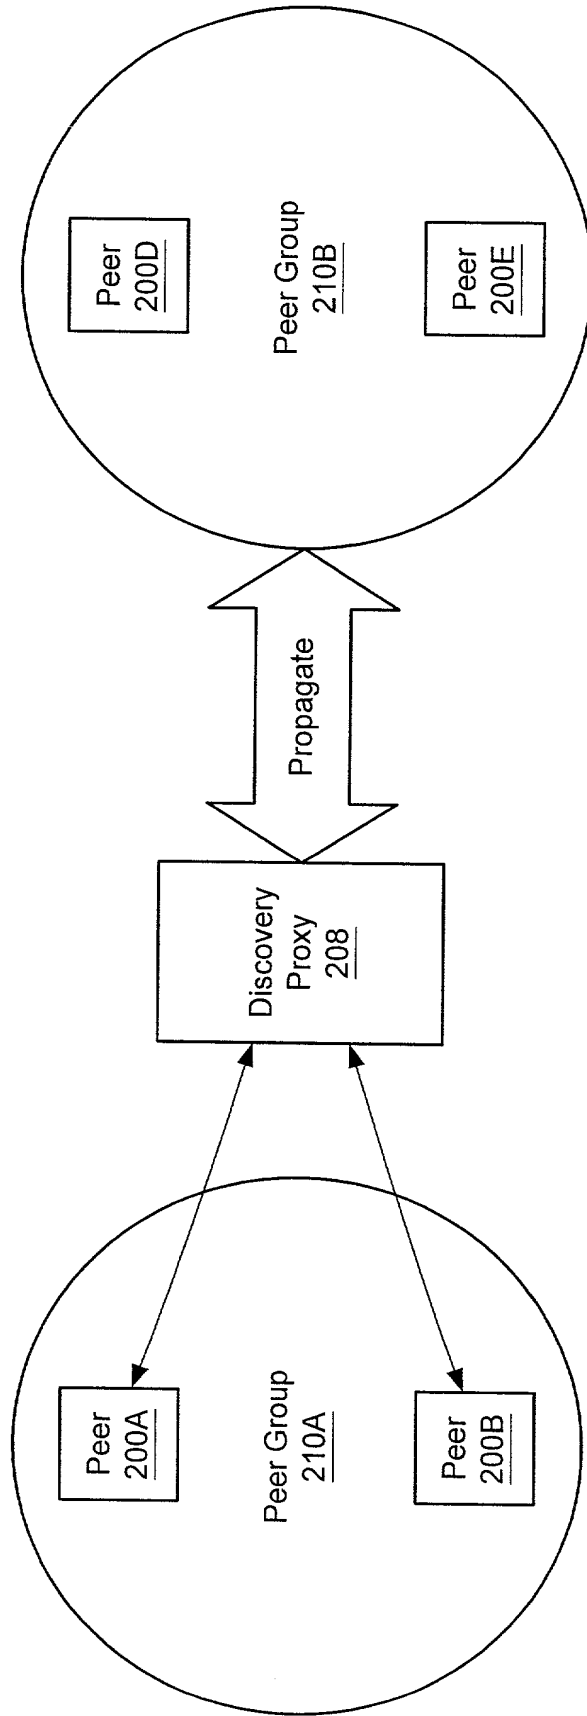 Peer
200A
Peer Group
210A
Peer
200B
Discovery
Proxy
208
Propagate
Peer
200D
Peer Group
210B
Peer
200E